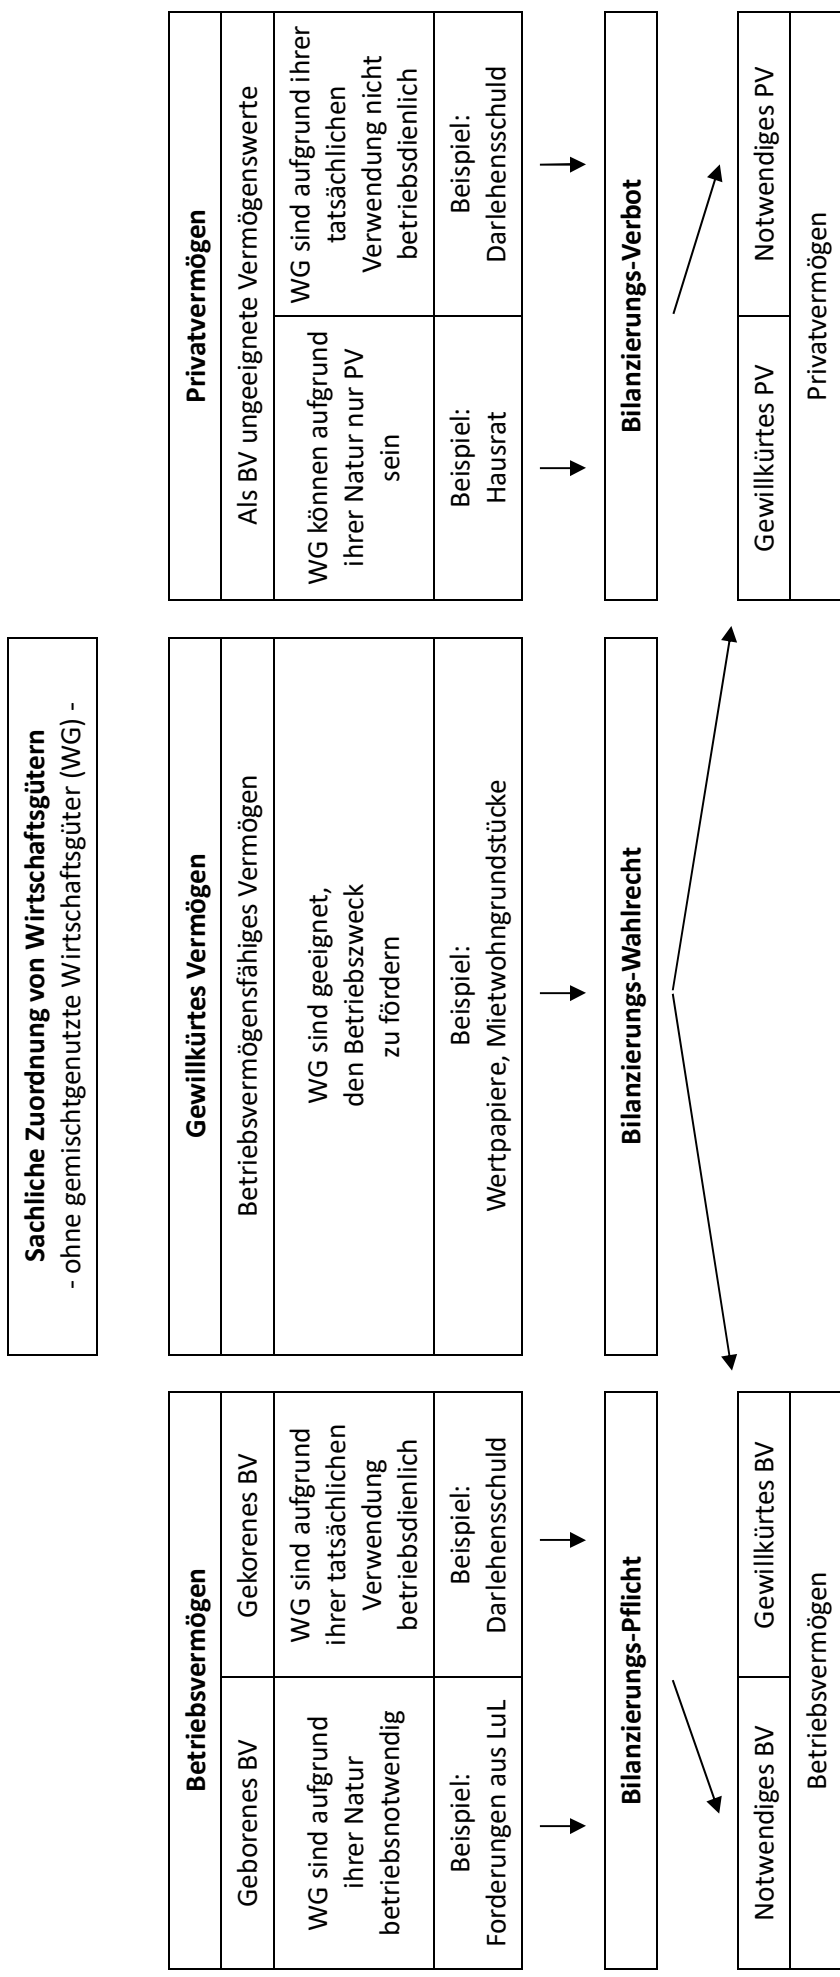 Sachliche Zuordnung von Wirtschaftsgütern
- ohne gemischtgenutzte Wirtschaftsgüter (WG) -
Betriebsvermögen
Geborenes BV
Gekorenes BV
WG sind aufgrund
ihrer Natur
betriebsnotwendig
WG sind aufgrund
ihrer tatsächlichen
Verwendung
betriebsdienlich
Beispiel:
Forderungen aus LuL
Beispiel:
Darlehensschuld
Bilanzierungs-Pflicht
Notwendiges BV
Gewillkürtes BV
Betriebsvermögen
Gewillkürtes Vermögen
Betriebsvermögensfähiges Vermögen
WG sind geeignet,
den Betriebszweck
zu fördern
Beispiel:
Wertpapiere, Mietwohngrundstücke
Bilanzierungs-Wahlrecht
Privatvermögen
Als BV ungeeignete Vermögenswerte
WG können aufgrund
ihrer Natur nur PV
sein
WG sind aufgrund ihrer
tatsächlichen
Verwendung nicht
betriebsdienlich
Beispiel:
Hausrat
Beispiel:
Darlehensschuld
Bilanzierungs-Verbot
Gewillkürtes PV
Notwendiges PV
Privatvermögen